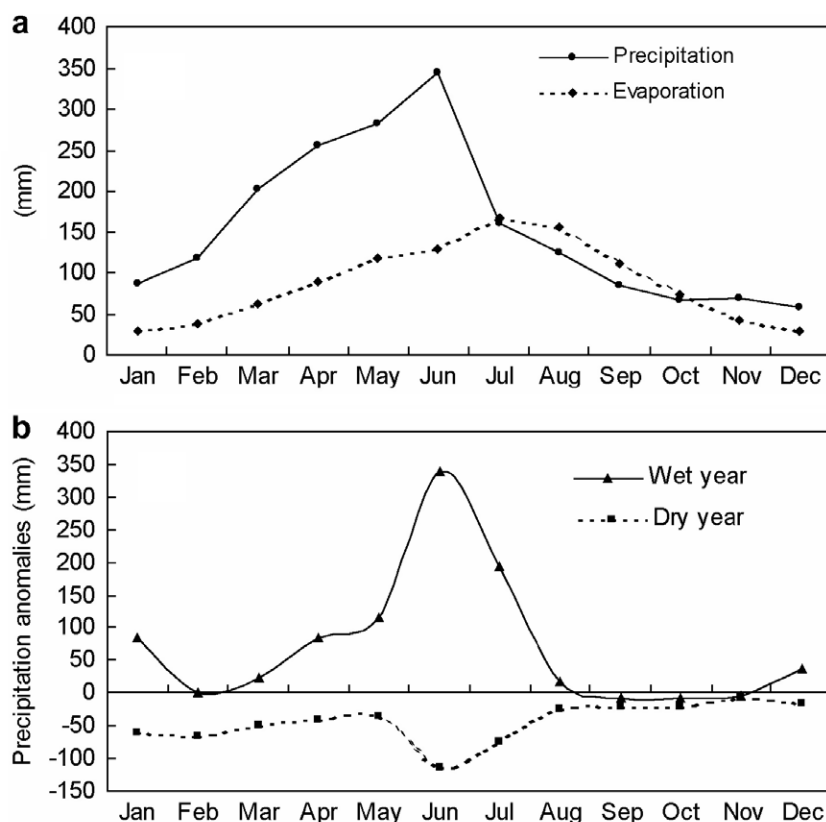 a
400
350
300
250
200
150
100
50
0
(mm)
Precipitation
Evaporation
Jan Feb Mar Apr May Jun Jul Aug Sep Oct Nov Dec
b
400
350
300
250
200
150
100
50
0
-50
-100
-150
Precipitation anomalies (mm)
Wet year
Dry year
Jan Feb Mar Apr May Jun Jul Aug Sep Oct Nov Dec